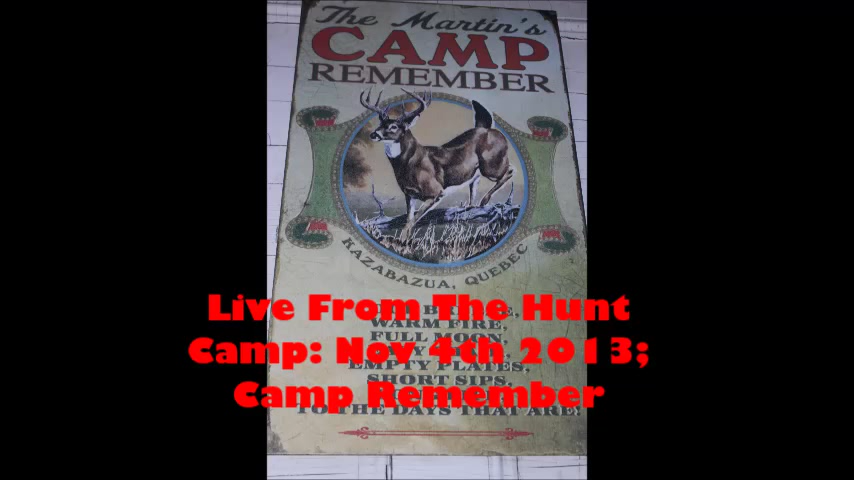 The Martin's
CAMP
REMEMBER
KAZABAZUA, QUEBEC
Live From The Hunt
WARM FIRE,
FULL MOON,
Camp: Nov 4th 2013;
EMPTY PLATES,
SHORT SIPS,
Camp Remember
TO THE DAYS THAT ARE!